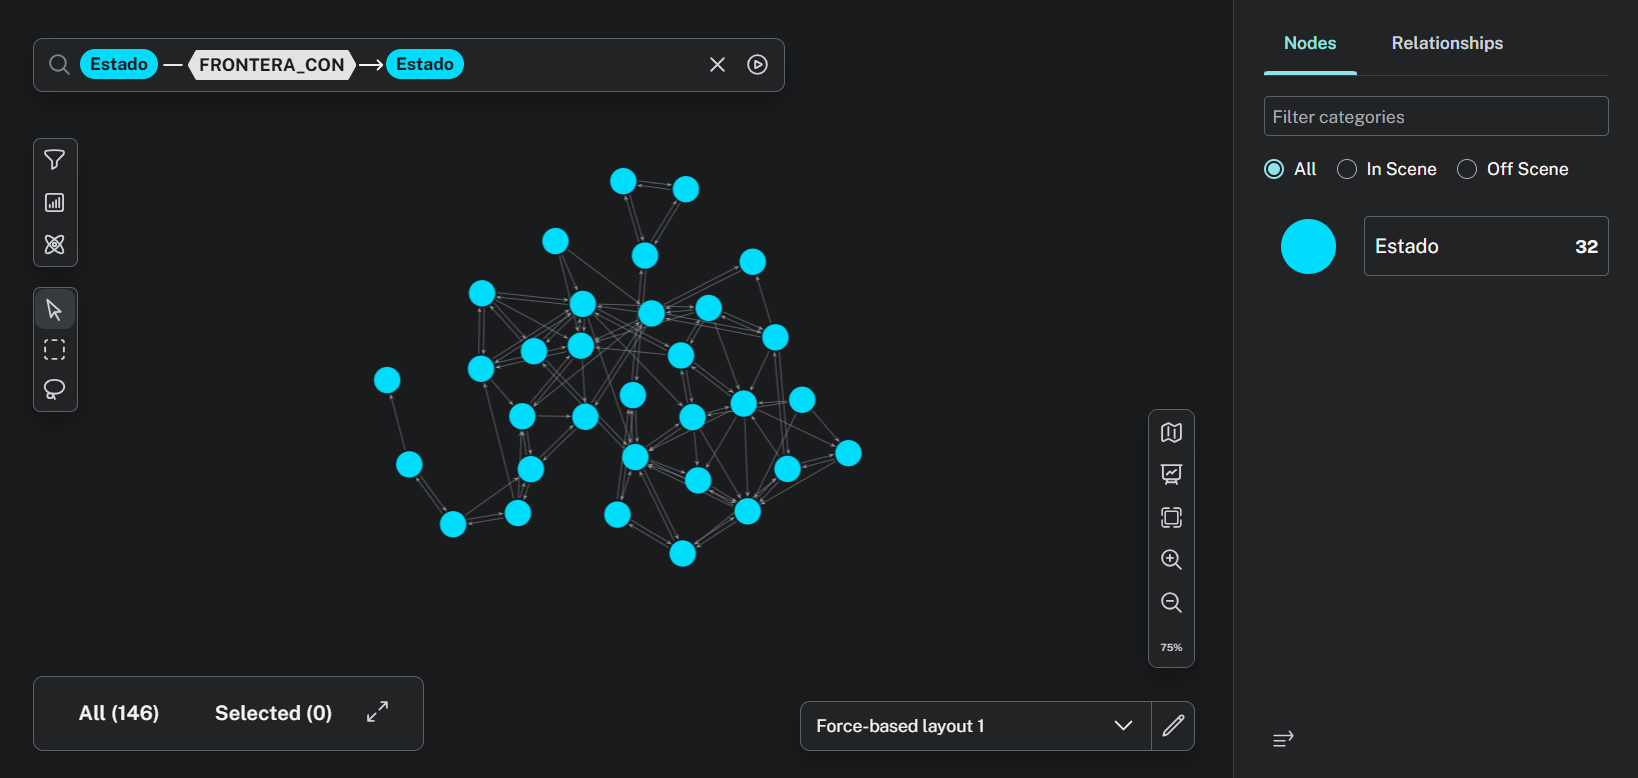 Estado FRONTERA_CON Estado
All (146) Selected (0)
75%
Force-based layout 1
Nodes Relationships
Filter categories
All In Scene Off Scene
Estado 32